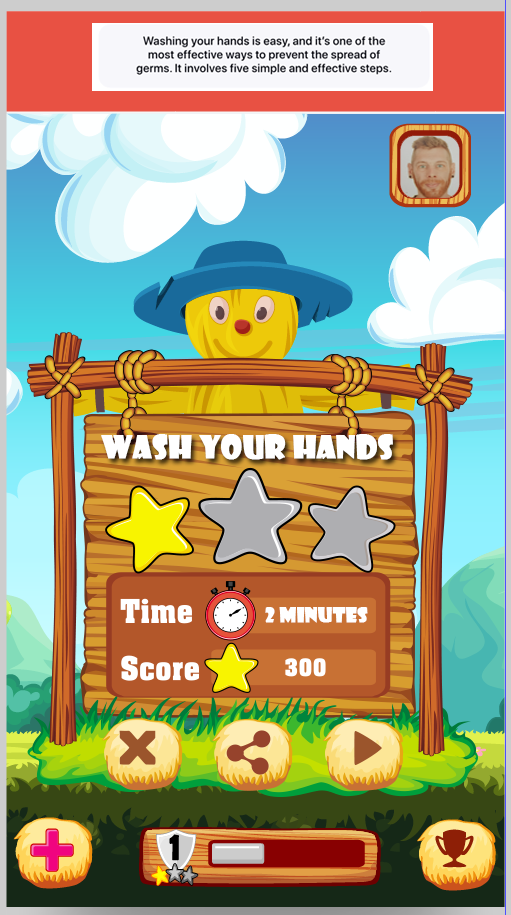 Washing your hands is easy, and it's one of the
most effective ways to prevent the spread of
germs. It involves five simple and effective steps.
WASH YOUR HANDS
Time 2 MINUTES
Score 300
1